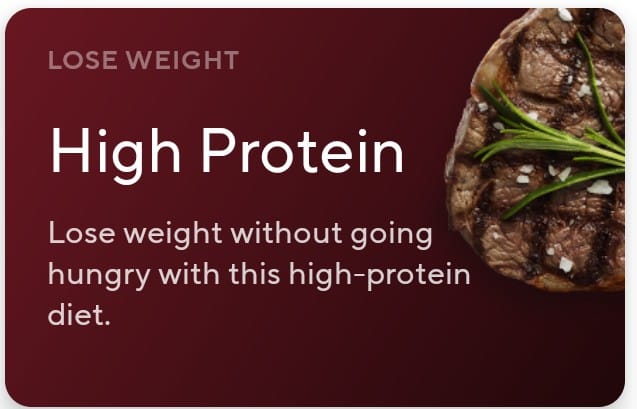 LOSE WEIGHT
High Protein
Lose weight without going
hungry with this high-protein
diet.